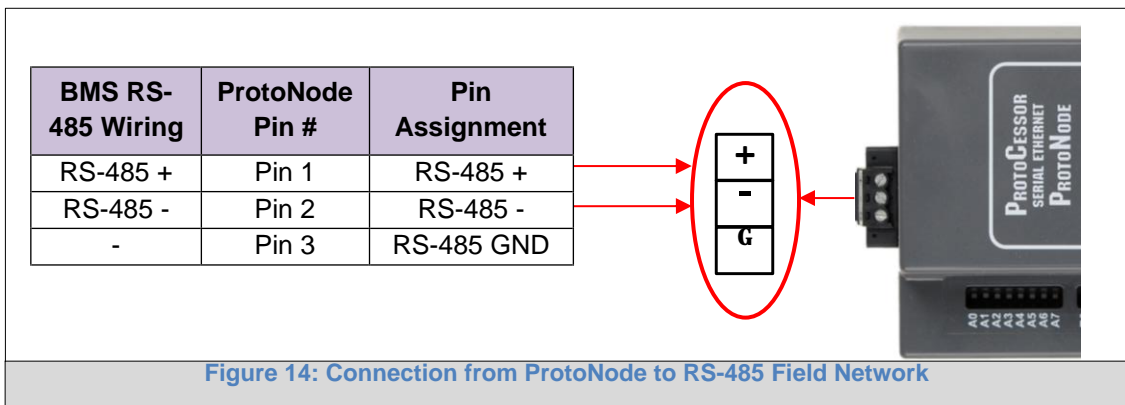 BMS RS-
485 Wiring
ProtoNode
Pin #
Pin
Assignment
RS-485 +
Pin 1
RS-485 +
RS-485 -
Pin 2
RS-485 -
-
Pin 3
RS-485 GND
+
-
G
PROTOCESSOR
SERIAL ETHERNET
PROTONODE
A0
A1
A2
A3
A4
A5
A6
A7
Figure 14: Connection from ProtoNode to RS-485 Field Network